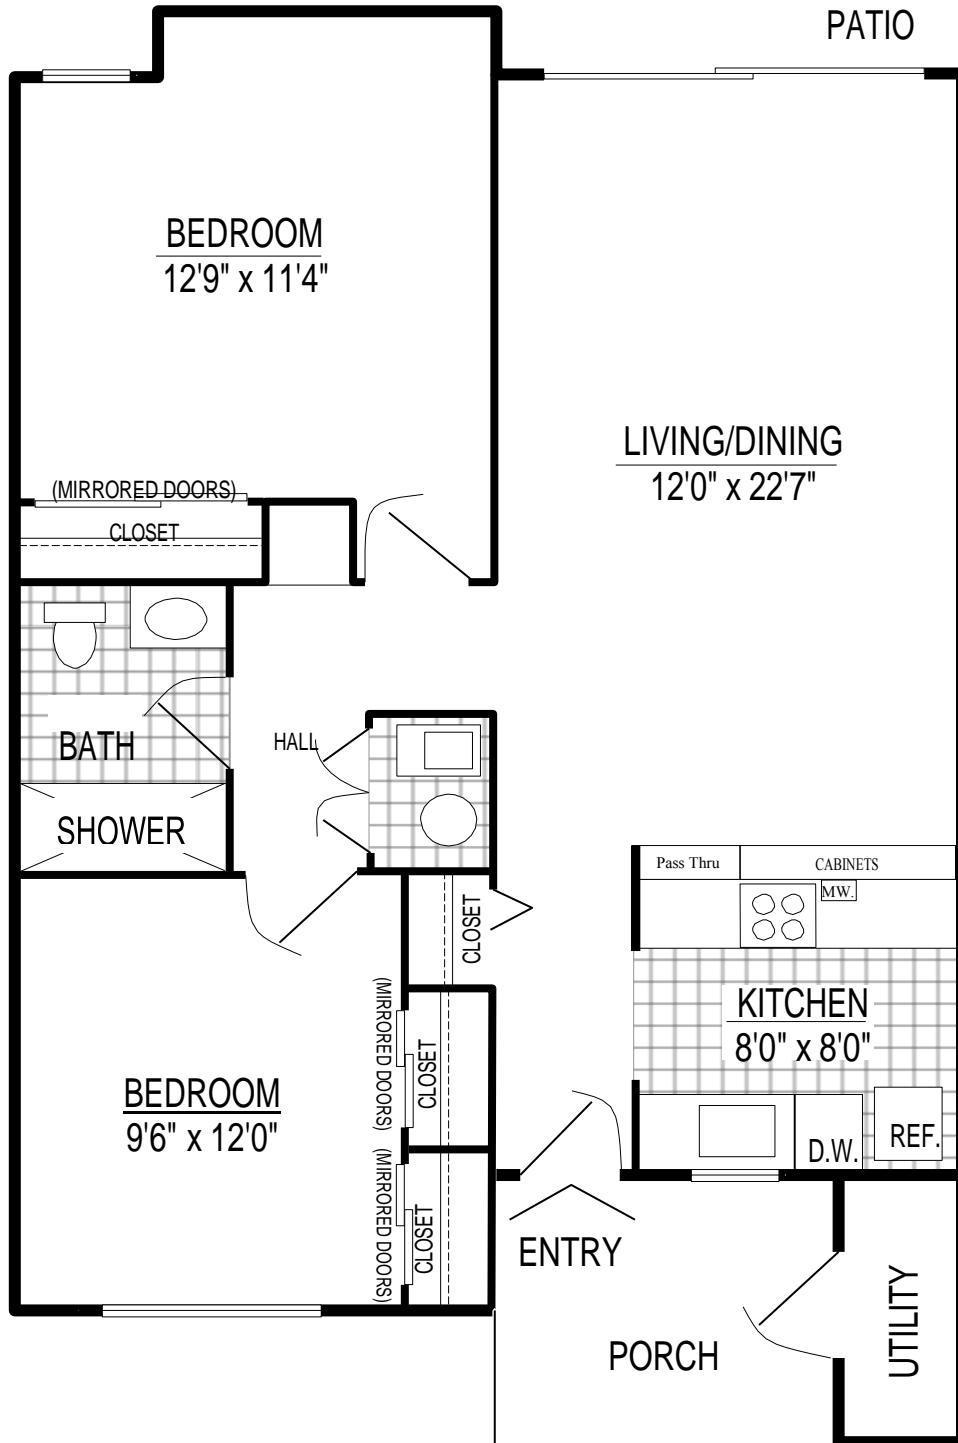 PATIO
BEDROOM
12'9" x 11'4"
LIVING/DINING
12'0" x 22'7"
(MIRRORED DOORS)
CLOSET
BATH
HALL
SHOWER
Pass Thru
CABINETS
MW.
CLOSET
KITCHEN
8'0" x 8'0"
(MIRRORED DOORS)
CLOSET
BEDROOM
9'6" x 12'0"
D.W.
REF.
(MIRRORED DOORS)
CLOSET
ENTRY
UTILITY
PORCH